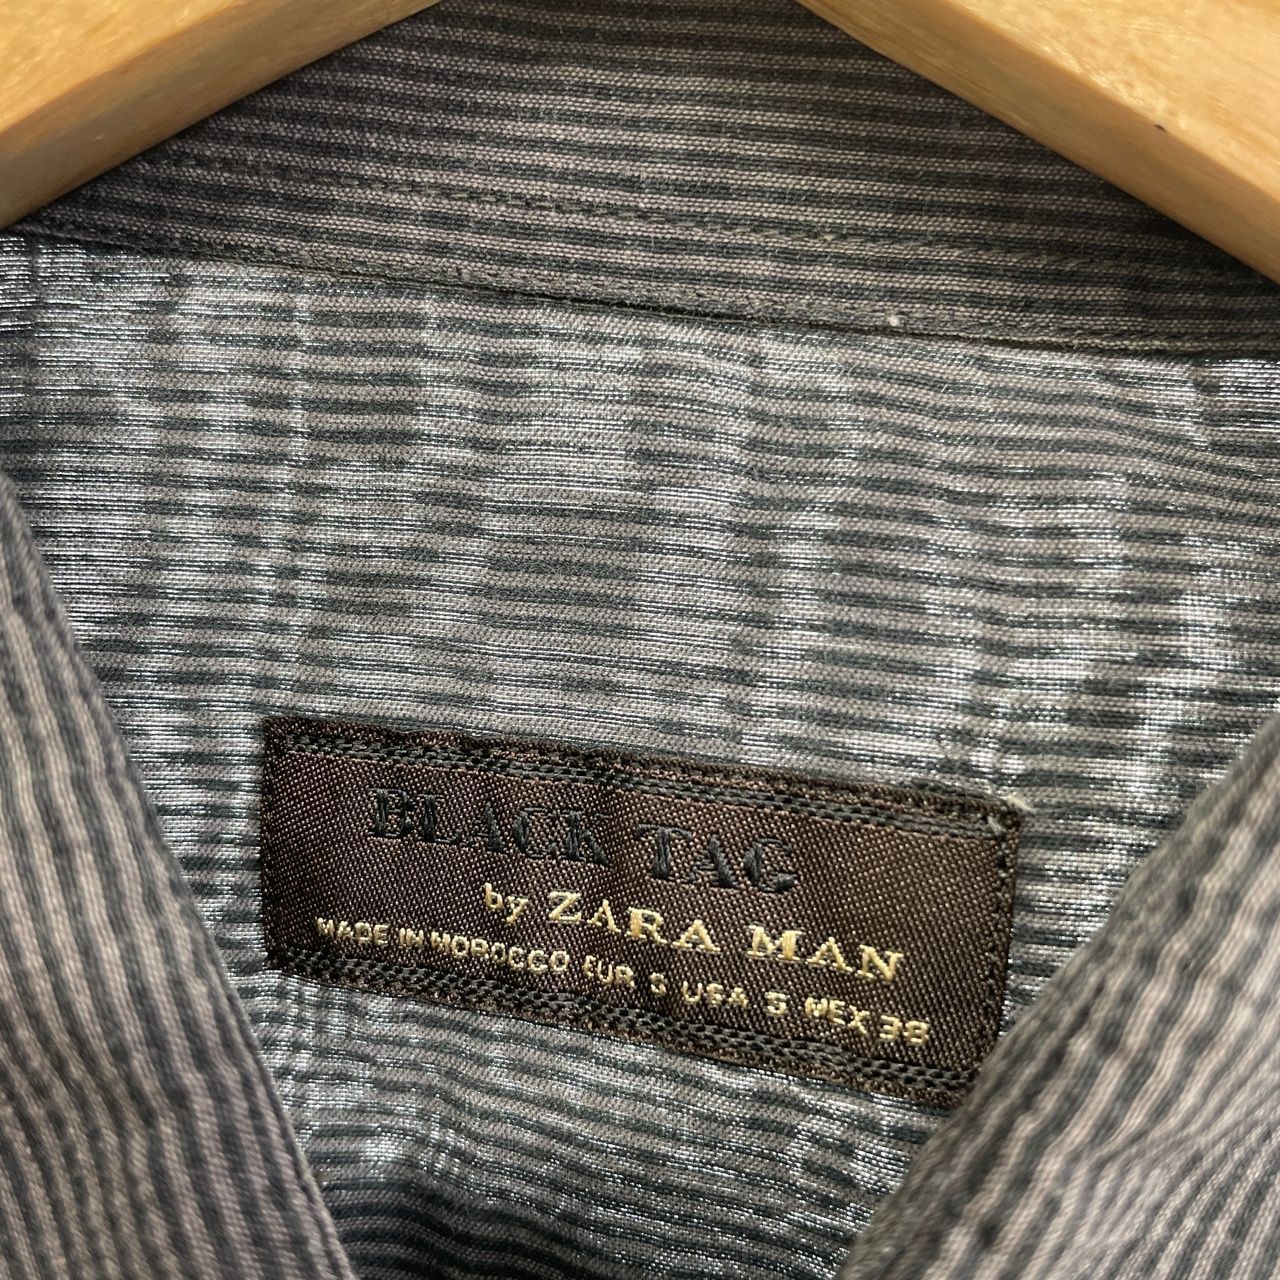 BLACK TAG
by ZARA MAN
MADE IN MOROCCO EUR S USA S MEX 38